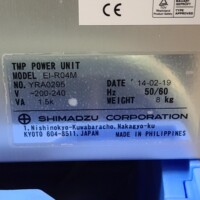 TMP POWER UNIT
MODEL EI-R04M
NO. YRA0265 DATE 14-02-19
V ~200-240 Hz 50/60
VA 1.5k WEIGHT 8 kg
SHIMADZU CORPORATION
1, Nishinokyo-Kuwabaracho, Nakagyo-ku
KYOTO 604-8511, JAPAN MADE IN PHILIPPINES